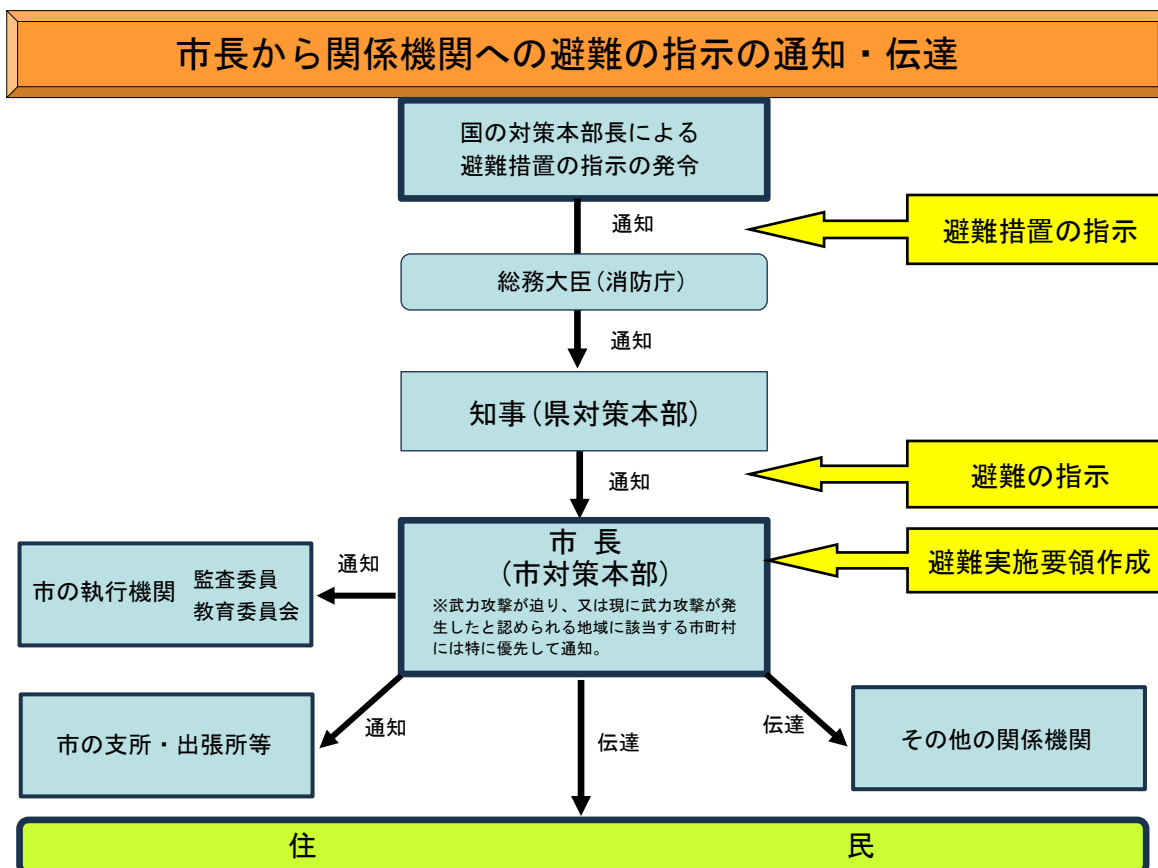 市長から関係機関への避難の指示の通知・伝達
国の対策本部長による
避難措置の指示の発令
通知
避難措置の指示
総務大臣(消防庁)
通知
知事(県対策本部)
通知
避難の指示
市 長
(市対策本部)
※武力攻撃が迫り、又は現に武力攻撃が発
生したと認められる地域に該当する市町村
には特に優先して通知。
避難実施要領作成
通知
市の執行機関 監査委員
教育委員会
通知
市の支所・出張所等
伝達
伝達
その他の関係機関
住 民